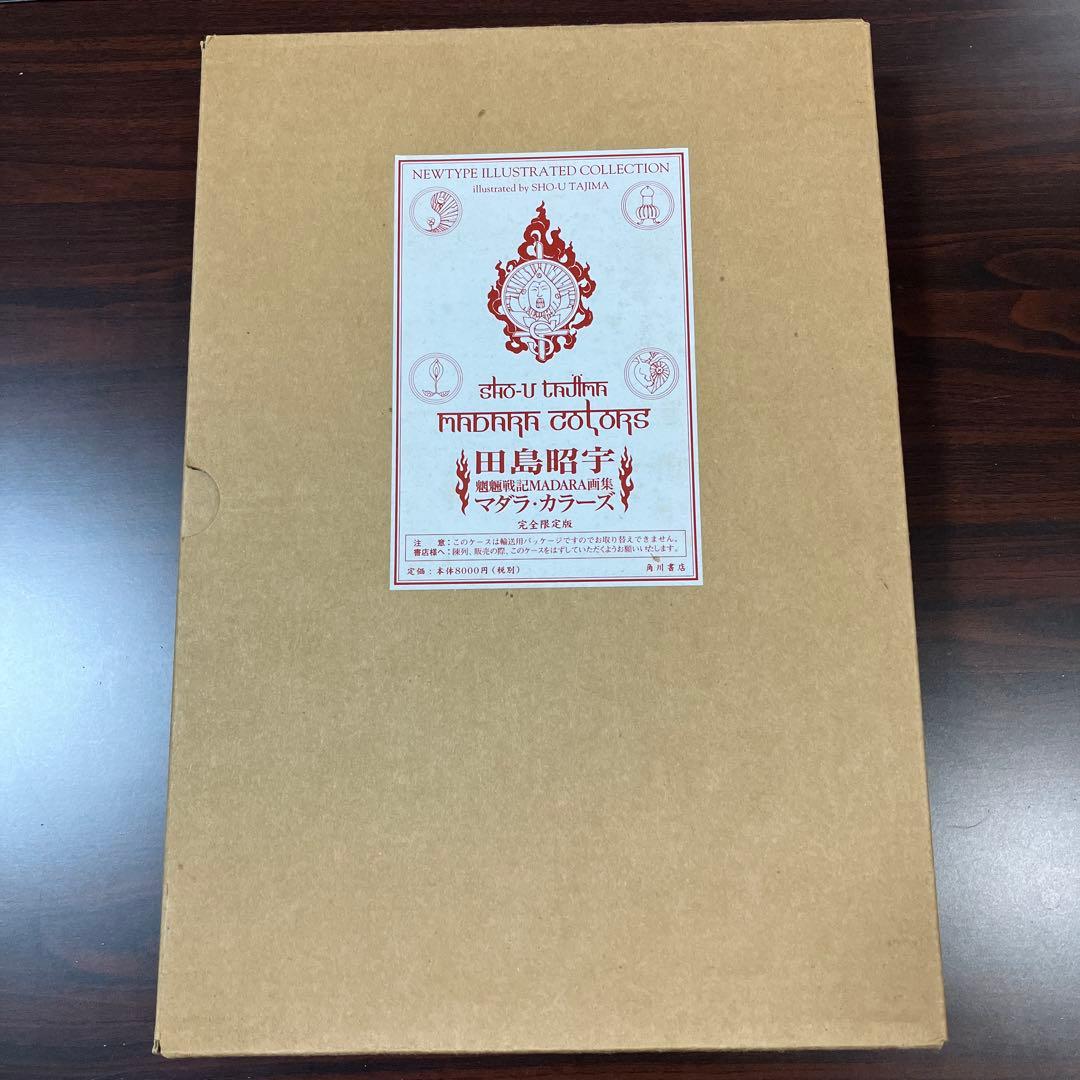 NEWTYPE ILLUSTRATED COLLECTION
illustrated by SHO-U TAJIMA
SHO-U TAJIMA
MADARA COLORS
田島昭宇
魍魎戦記MADARA画集
マダラ・カラーズ
完全限定版
注　意：このケースは輸送用パッケージですのでお取り替えできません。
書店様へ：陳列、販売の際、このケースをはずしていただくようお願いいたします。
定価：本体8000円（税別）
角川書店